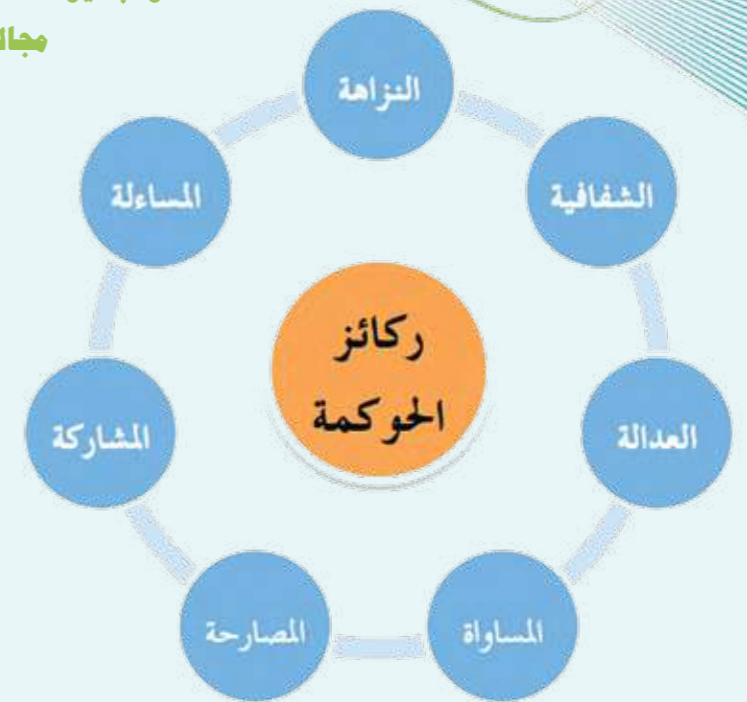 النزاهة
الشفافية
العدالة
المساواة
المصارحة
المشاركة
المساءلة
ركائز
الحوكمة